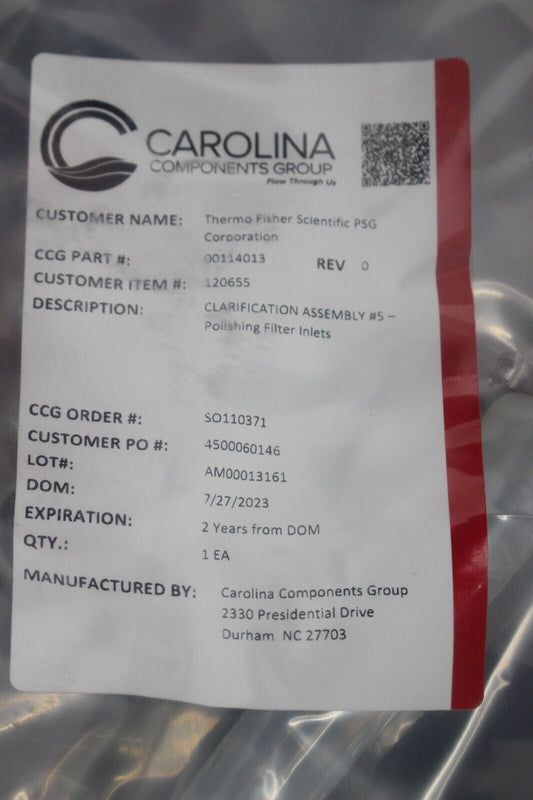 CAROLINA
COMPONENTS GROUP
Flow Through Us
CUSTOMER NAME: Thermo Fisher Scientific PSG
Corporation
CCG PART #: 00114013 REV 0
CUSTOMER ITEM #: 120655
DESCRIPTION: CLARIFICATION ASSEMBLY #5 –
Polishing Filter Inlets
CCG ORDER #: SO110371
CUSTOMER PO #: 4500060146
LOT#: AM00013161
DOM: 7/27/2023
EXPIRATION: 2 Years from DOM
QTY.: 1 EA
MANUFACTURED BY: Carolina Components Group
2330 Presidential Drive
Durham NC 27703